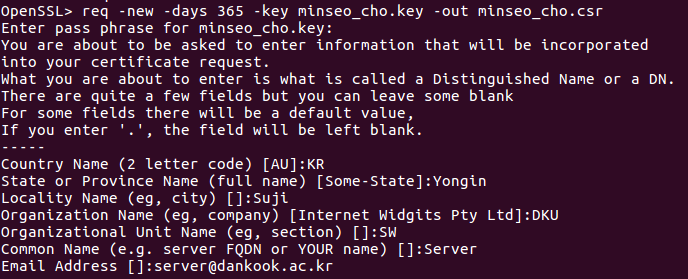 OpenSSL> req -new -days 365 -key minseo_cho.key -out minseo_cho.csr
Enter pass phrase for minseo_cho.key:
You are about to be asked to enter information that will be incorporated
into your certificate request.
What you are about to enter is what is called a Distinguished Name or a DN.
There are quite a few fields but you can leave some blank
For some fields there will be a default value,
If you enter '.', the field will be left blank.
-----
Country Name (2 letter code) [AU]:KR
State or Province Name (full name) [Some-State]:Yongin
Locality Name (eg, city) []:Suji
Organization Name (eg, company) [Internet Widgits Pty Ltd]:DKU
Organizational Unit Name (eg, section) []:SW
Common Name (e.g. server FQDN or YOUR name) []:Server
Email Address []:server@dankook.ac.kr